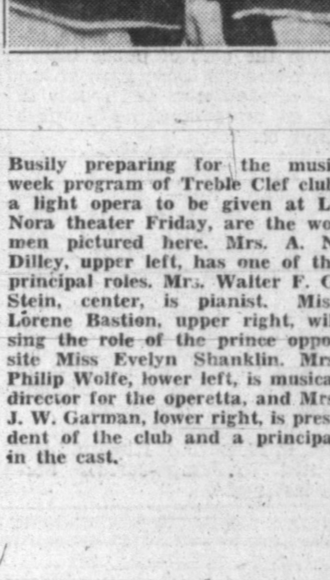 Busily preparing for the musi
week program of Treble Clef club
a light opera to be given at L
Nora theater Friday, are the wo
men pictured here. Mrs. A. N
Dilley, upper left, has one of th
principal roles. Mrs. Walter F. C
Stein, center, is pianist. Mis
Lorene Bastion, upper right, wil
sing the role of the prince oppo
site Miss Evelyn Shanklin. Mrs
Philip Wolfe, lower left, is musica
director for the operetta, and Mrs
J. W. Garman, lower right, is pres
dent of the club and a principa
in the cast.